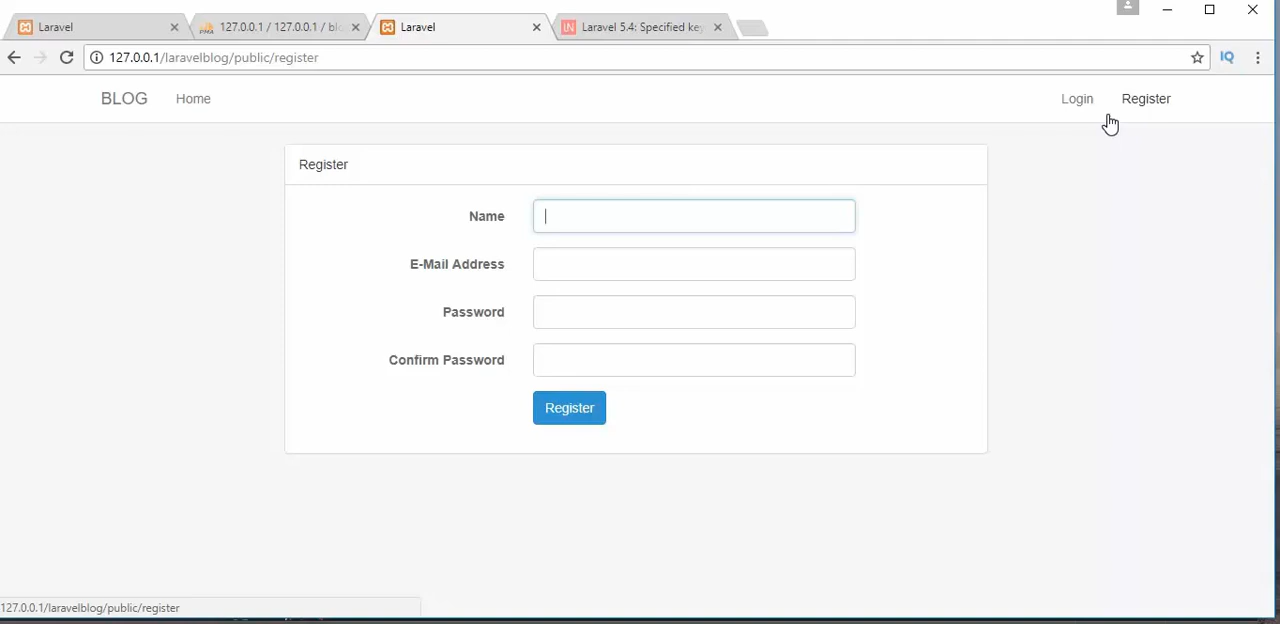 Laravel
127.0.0.1 / 127.0.0.1 / blo
Laravel
Laravel 5.4: Specified key
127.0.0.1/laravelblog/public/register
IQ
BLOG
Home
Login
Register
Register
Name
E-Mail Address
Password
Confirm Password
Register
127.0.0.1/laravelblog/public/register